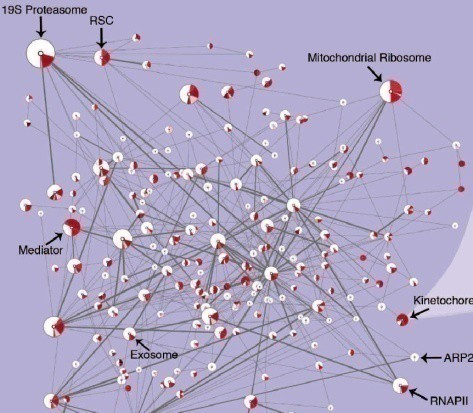 19S Proteasome
RSC
Mitochondrial Ribosome
Mediator
Kinetochore
Exosome
ARP2
RNAPII